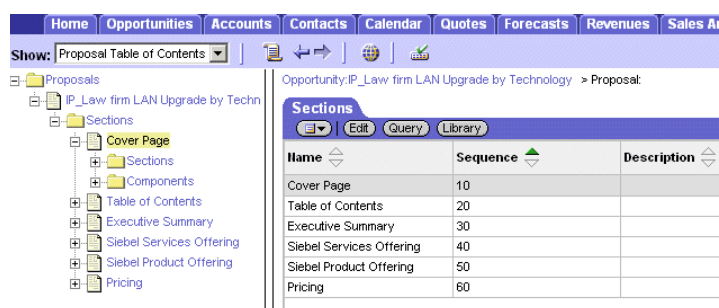 Home Opportunities Accounts Contacts Calendar Quotes Forecasts Revenues Sales
Show: Proposal Table of Contents
Proposals
IP_Law firm LAN Upgrade by Techn
Sections
Cover Page
Sections
Components
Table of Contents
Executive Summary
Siebel Services Offering
Siebel Product Offering
Pricing
Opportunity:IP_Law firm LAN Upgrade by Technology > Proposal:
Sections
Edit Query Library
Name Sequence Description
Cover Page 10
Table of Contents 20
Executive Summary 30
Siebel Services Offering 40
Siebel Product Offering 50
Pricing 60